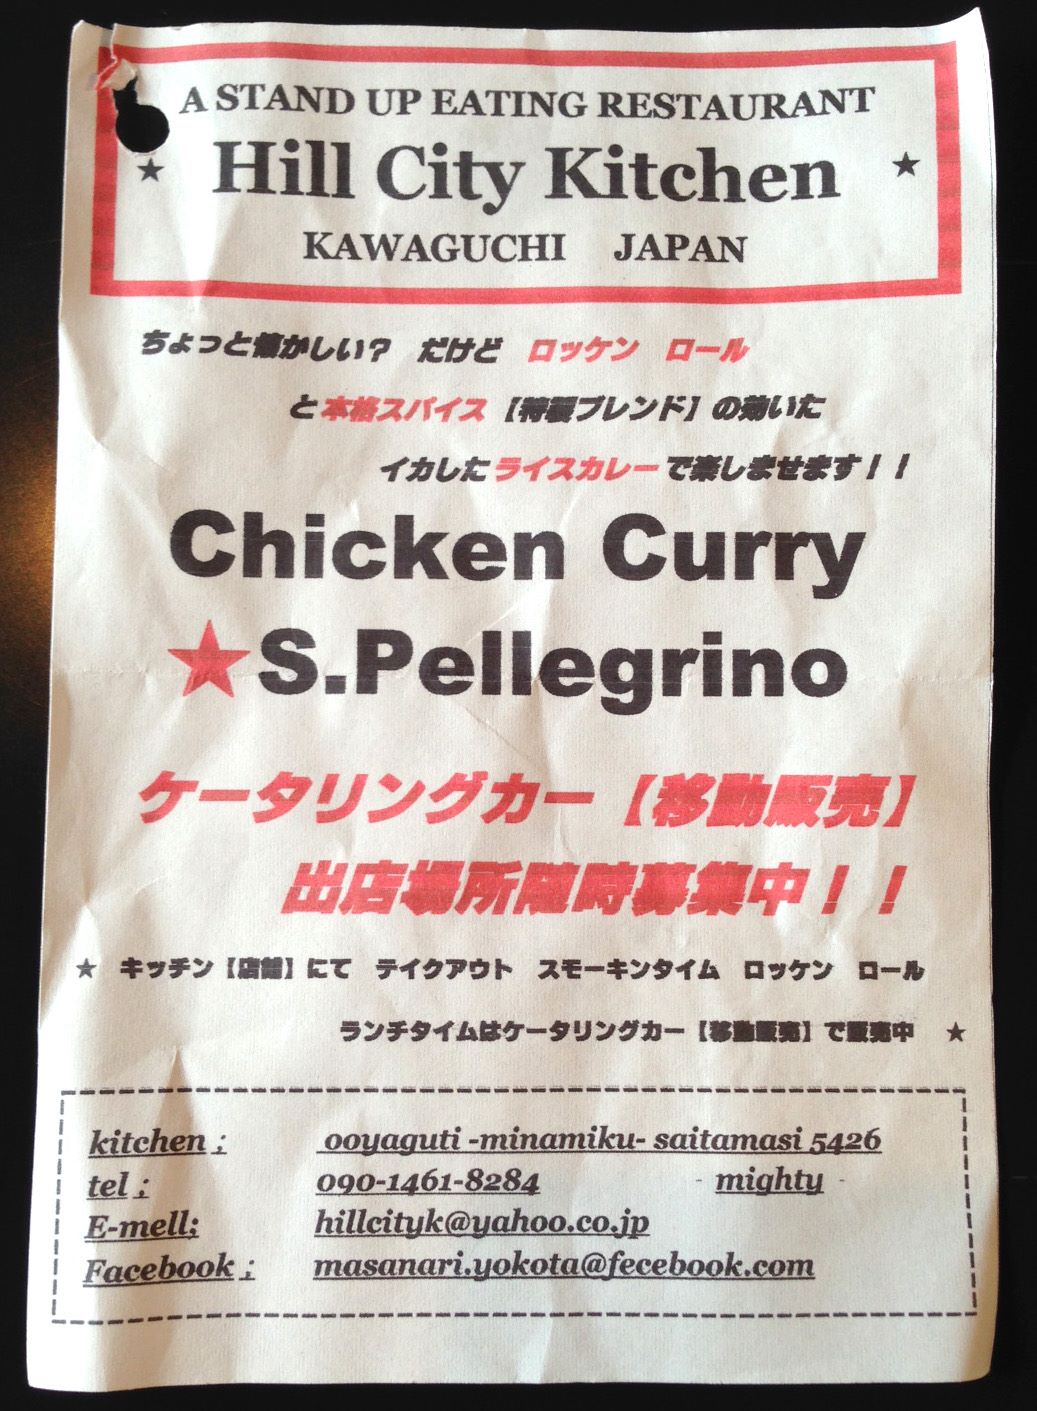 A STAND UP EATING RESTAURANT
★ Hill City Kitchen ★
KAWAGUCHI JAPAN
ちょっと懐かしい? だけど ロッケン ロール
と本格スパイス【特製ブレンド】の効いた
イカしたライスカレーで楽しませます!!
Chicken Curry
★S.Pellegrino
ケータリングカー【移動販売】
出店場所随時募集中!!
★ キッチン【店舗】にて テイクアウト スモーキンタイム ロッケン ロール
ランチタイムはケータリングカー【移動販売】で販売中 ★
kitchen ; ooyaguti -minamiku- saitamasi 5426
tel ; 090-1461-8284 - mighty -
E-mell; hillcityk@yahoo.co.jp
Facebook ; masanari.yokota@fecebook.com